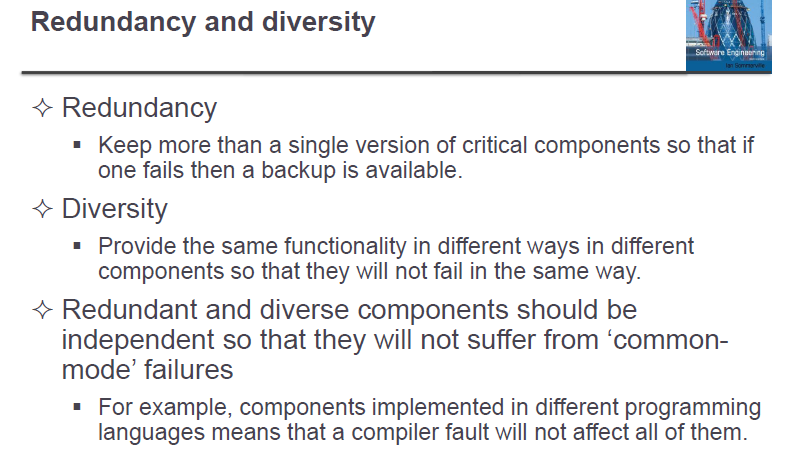 Redundancy and diversity
Software Engineering
Ian Sommerville
✧ Redundancy
▪ Keep more than a single version of critical components so that if
one fails then a backup is available.
✧ Diversity
▪ Provide the same functionality in different ways in different
components so that they will not fail in the same way.
✧ Redundant and diverse components should be
independent so that they will not suffer from ‘common-
mode’ failures
▪ For example, components implemented in different programming
languages means that a compiler fault will not affect all of them.